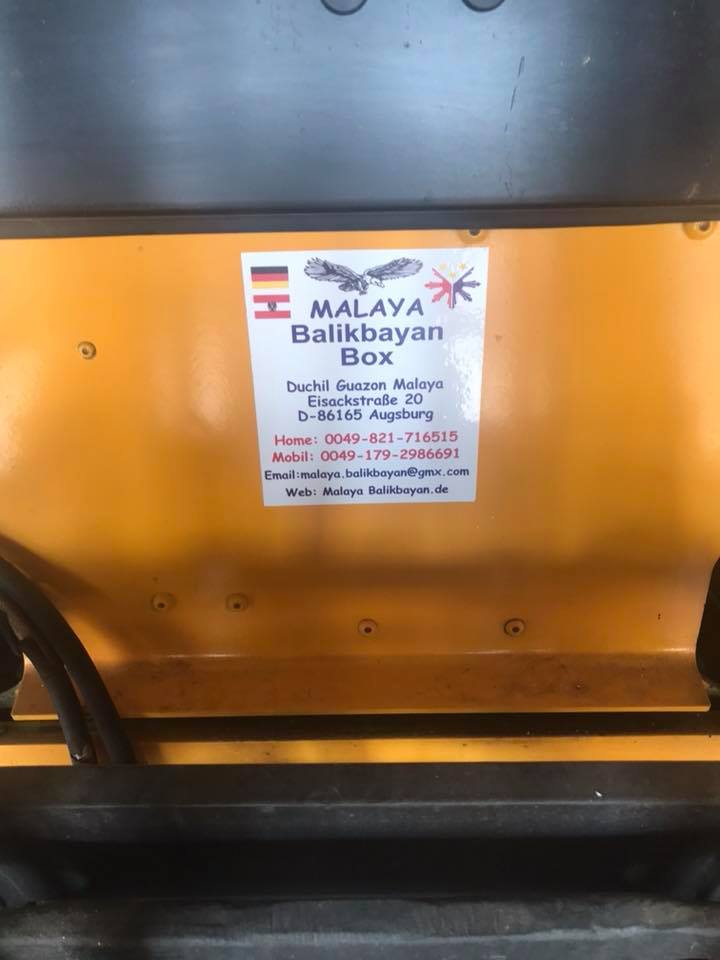 MALAYA
Balikbayan
Box
Duchil Guazon Malaya
Eisackstraße 20
D-86165 Augsburg
Home: 0049-821-716515
Mobil: 0049-179-2986691
Email:malaya.balikbayan@gmx.com
Web: Malaya Balikbayan.de